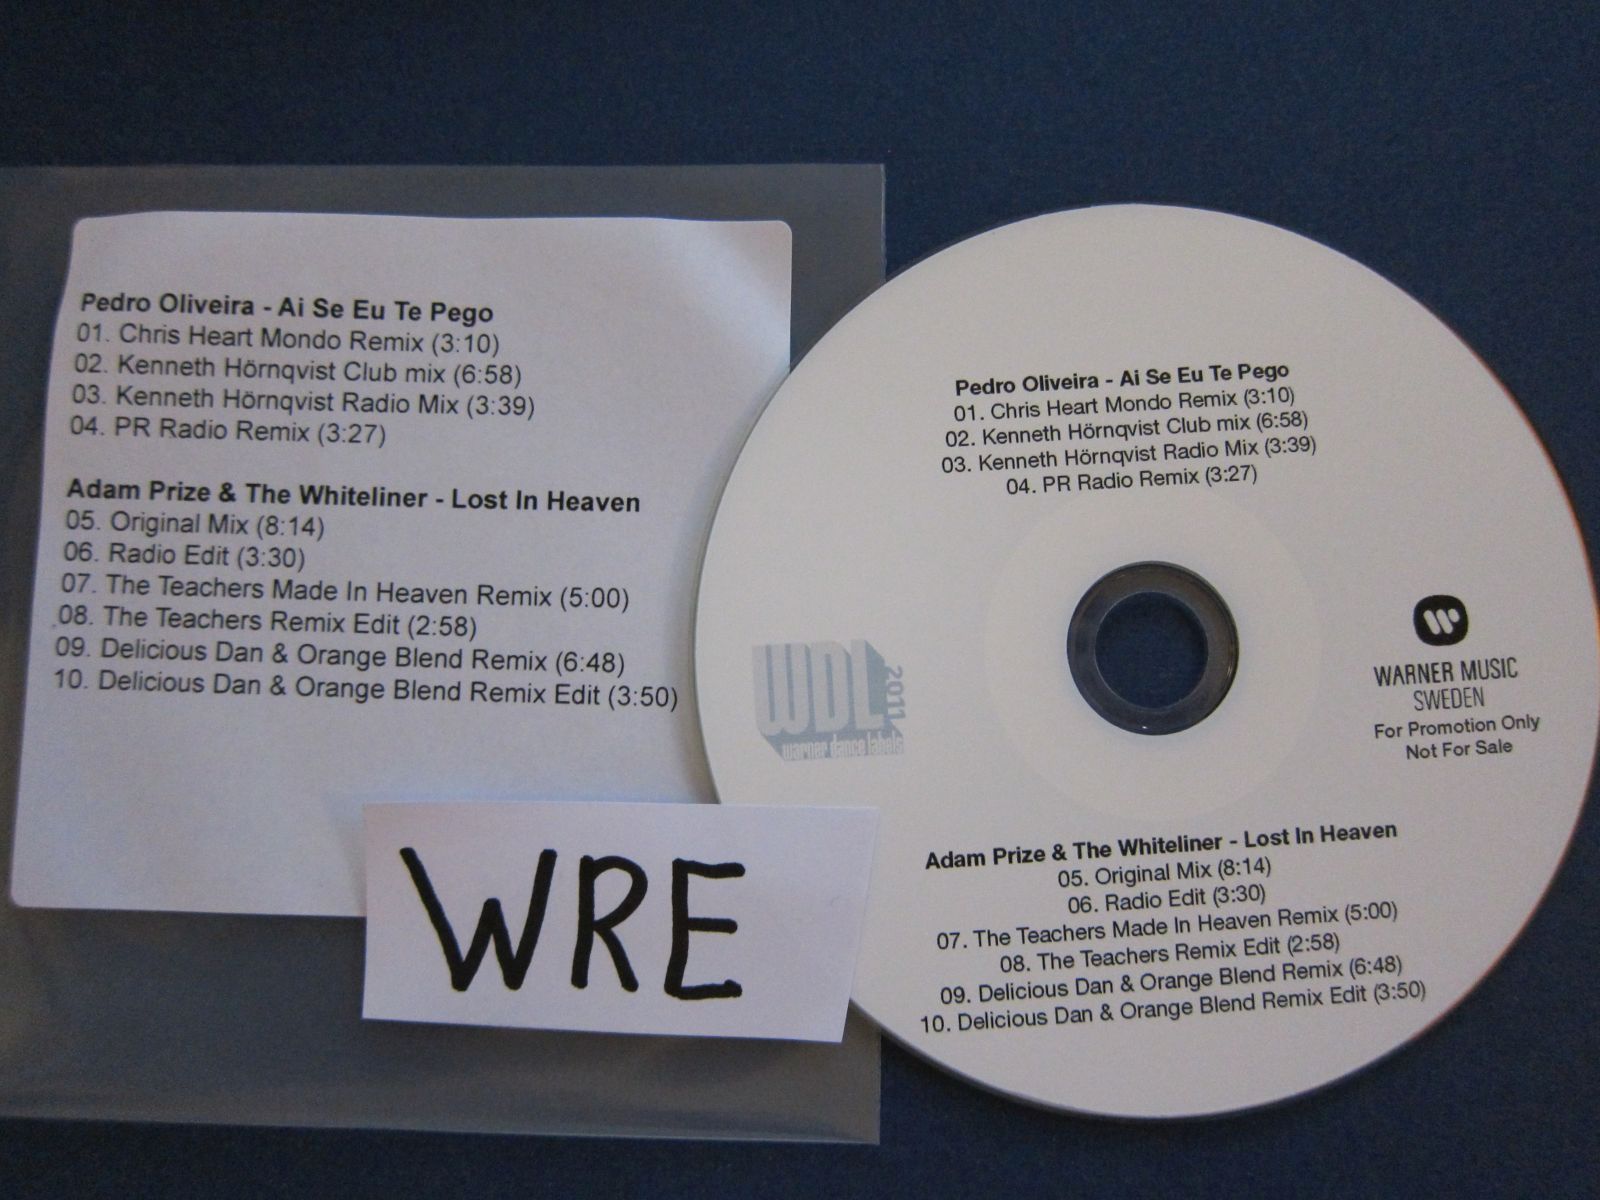 Pedro Oliveira - Ai Se Eu Te Pego
01. Chris Heart Mondo Remix (3:10)
02. Kenneth Hörnqvist Club mix (6:58)
03. Kenneth Hörnqvist Radio Mix (3:39)
04. PR Radio Remix (3:27)
Adam Prize & The Whiteliner - Lost In Heaven
05. Original Mix (8:14)
06. Radio Edit (3:30)
07. The Teachers Made In Heaven Remix (5:00)
08. The Teachers Remix Edit (2:58)
09. Delicious Dan & Orange Blend Remix (6:48)
10. Delicious Dan & Orange Blend Remix Edit (3:50)
WRE
Pedro Oliveira - Ai Se Eu Te Pego
01. Chris Heart Mondo Remix (3:10)
02. Kenneth Hörnqvist Club mix (6:58)
03. Kenneth Hörnqvist Radio Mix (3:39)
04. PR Radio Remix (3:27)
WDL
2011
warner dance labels
WARNER MUSIC
SWEDEN
For Promotion Only
Not For Sale
Adam Prize & The Whiteliner - Lost In Heaven
05. Original Mix (8:14)
06. Radio Edit (3:30)
07. The Teachers Made In Heaven Remix (5:00)
08. The Teachers Remix Edit (2:58)
09. Delicious Dan & Orange Blend Remix (6:48)
10. Delicious Dan & Orange Blend Remix Edit (3:50)